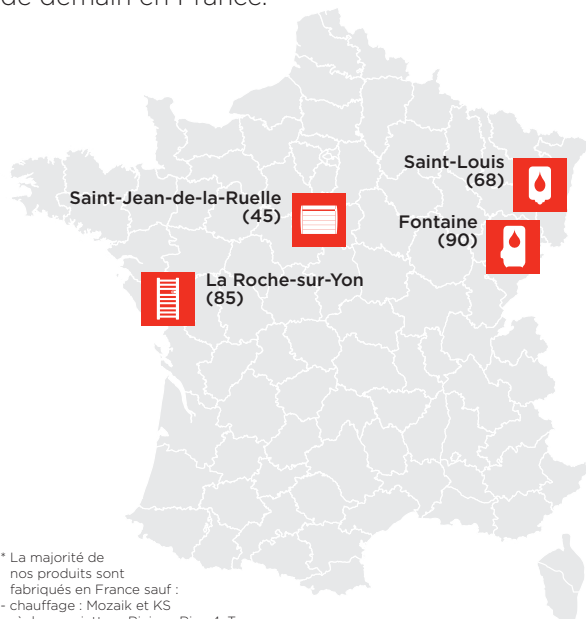 de demain en France.
Saint-Louis
(68)
Saint-Jean-de-la-Ruelle
(45)
Fontaine
(90)
La Roche-sur-Yon
(85)
* La majorité de
nos produits sont
fabriqués en France sauf :
- chauffage : Mozaik et KS